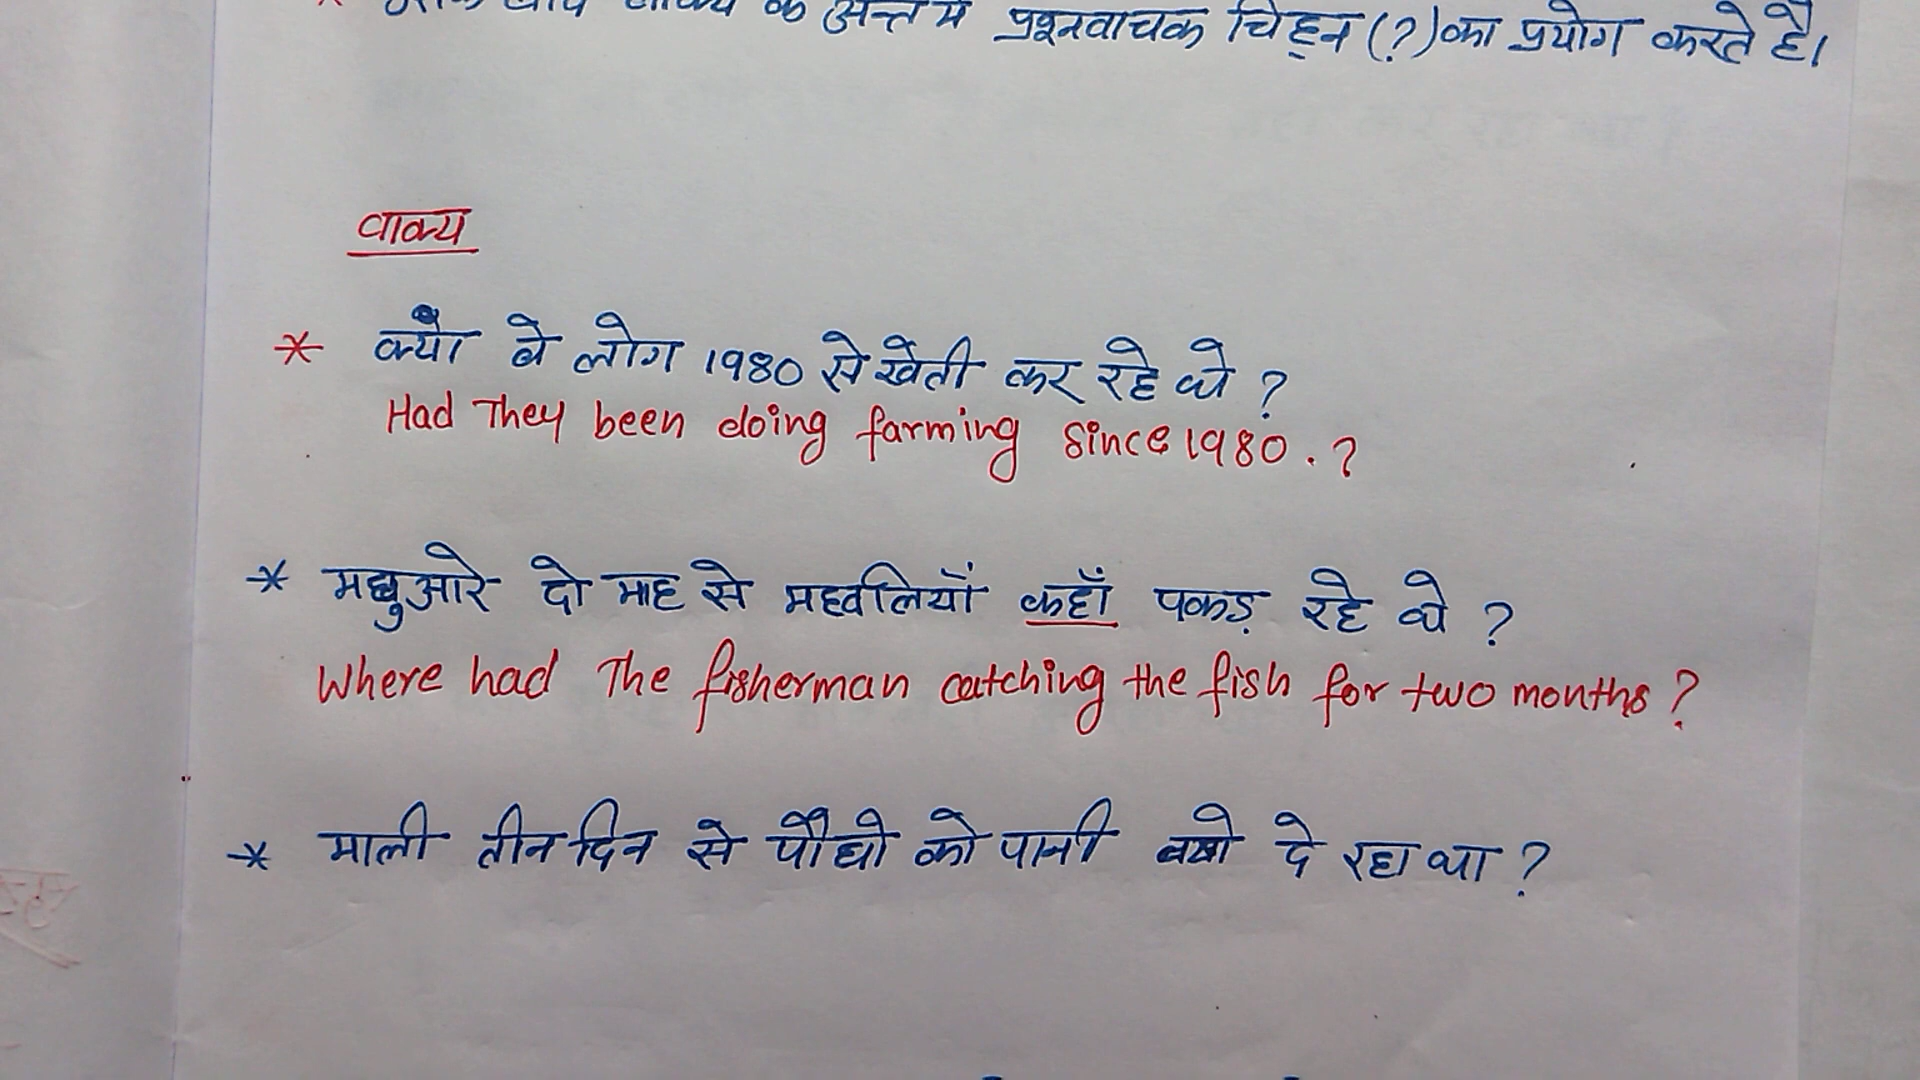 के अन्त में प्रश्नवाचक चिह्न (?) का प्रयोग करते है।
वाक्य
* क्यो वे लोग 1980 से खेती कर रहे थे ?
Had They been doing farming since 1980 . ?
* मछुआरे दो माह से मछलियाँ कहाँ पकड़ रहे थे ?
Where had The fisherman catching the fish for two months ?
* माली तीन दिन से पौधो को पानी क्यो दे रहा था ?